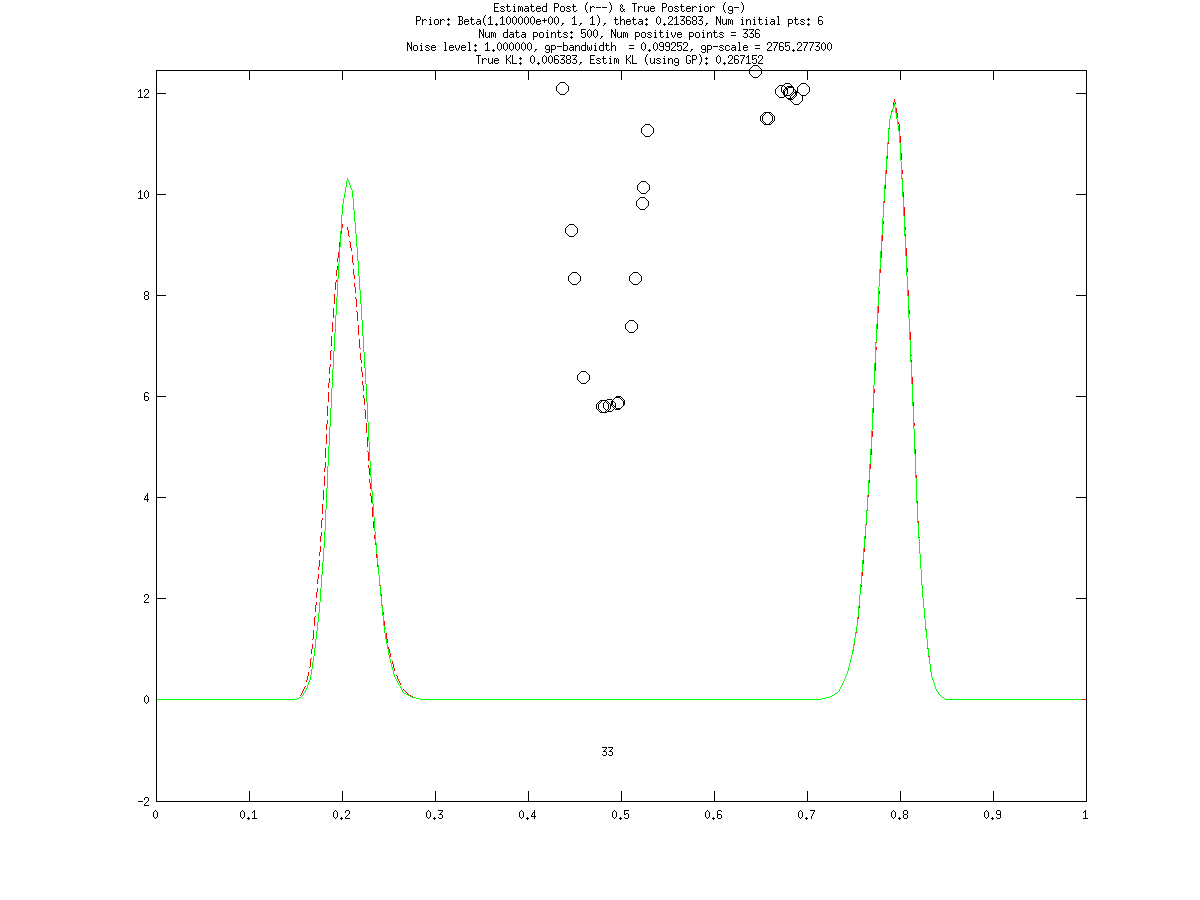 Estimated Post (r--) & True Posterior (g-)
Prior: Beta(1.100000e+00, 1, 1), theta: 0.213683, Num initial pts: 6
Num data points: 500, Num positive points = 336
Noise level: 1.000000, gp-bandwidth  = 0.099252, gp-scale = 2765.277300
True KL: 0.006383, Estim KL (using GP): 0.267152
12
10
8
6
4
2
0
33
-2
0 0.1 0.2 0.3 0.4 0.5 0.6 0.7 0.8 0.9 1